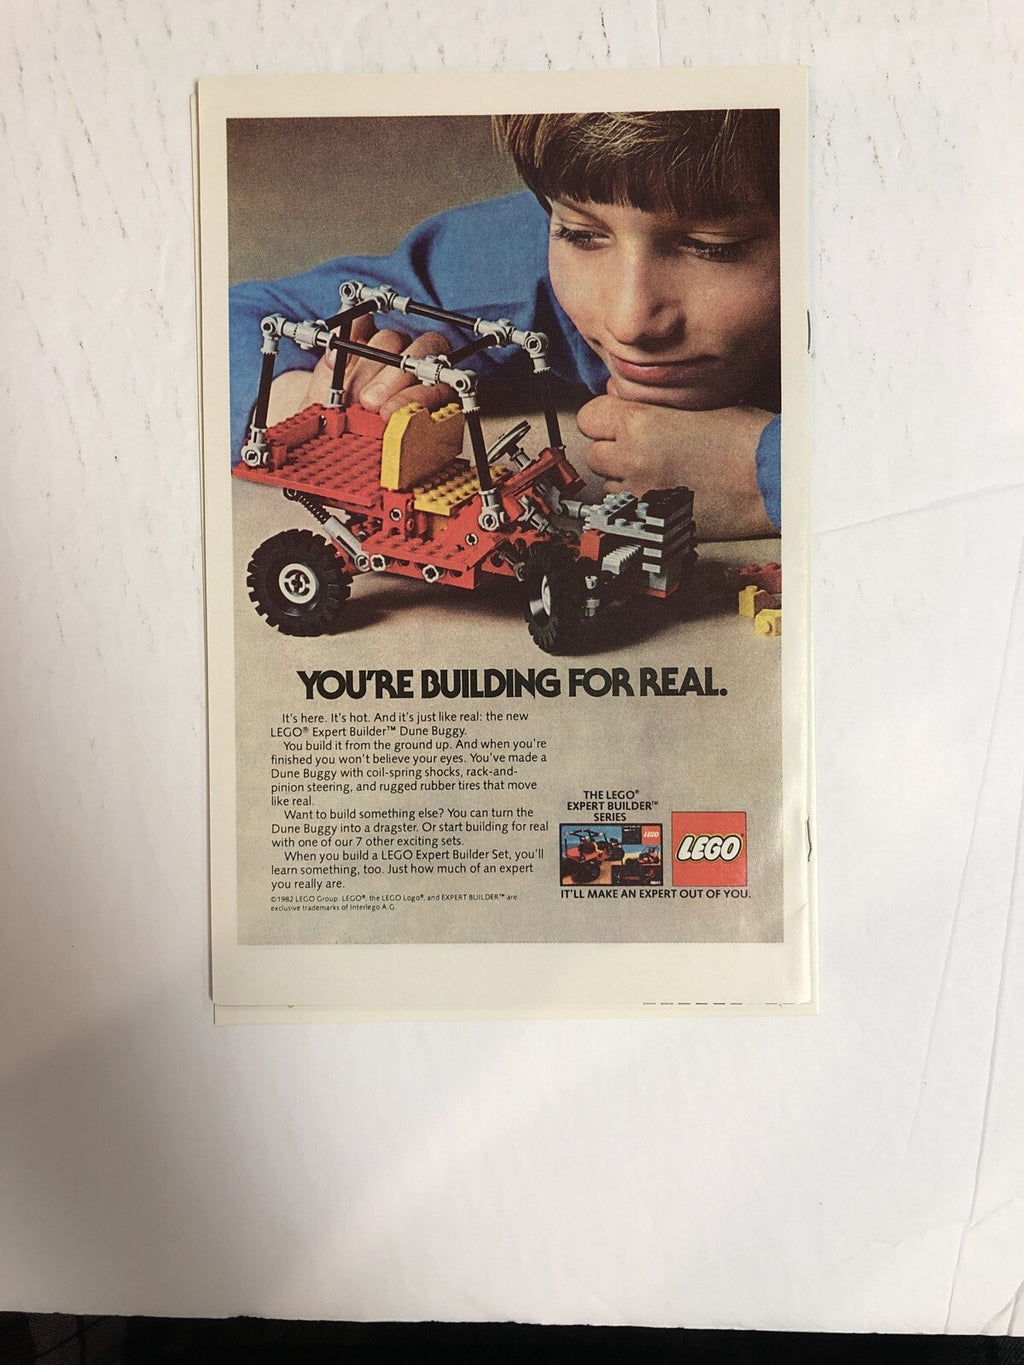 YOU'RE BUILDING FOR REAL.
It's here. It's hot. And it's just like real: the new
LEGO® Expert Builder™ Dune Buggy.
You build it from the ground up. And when you're
finished you won't believe your eyes. You've made a
Dune Buggy with coil-spring shocks, rack-and-
pinion steering, and rugged rubber tires that move
like real.
Want to build something else? You can turn the
Dune Buggy into a dragster. Or start building for real
with one of our 7 other exciting sets.
When you build a LEGO Expert Builder Set, you'll
learn something, too. Just how much of an expert
you really are.
©1982 LEGO Group. LEGO®, the LEGO Logo®, and EXPERT BUILDER™ are
exclusive trademarks of Interlego A.G.
THE LEGO®
EXPERT BUILDER™
SERIES
LEGO
LEGO
IT'LL MAKE AN EXPERT OUT OF YOU.